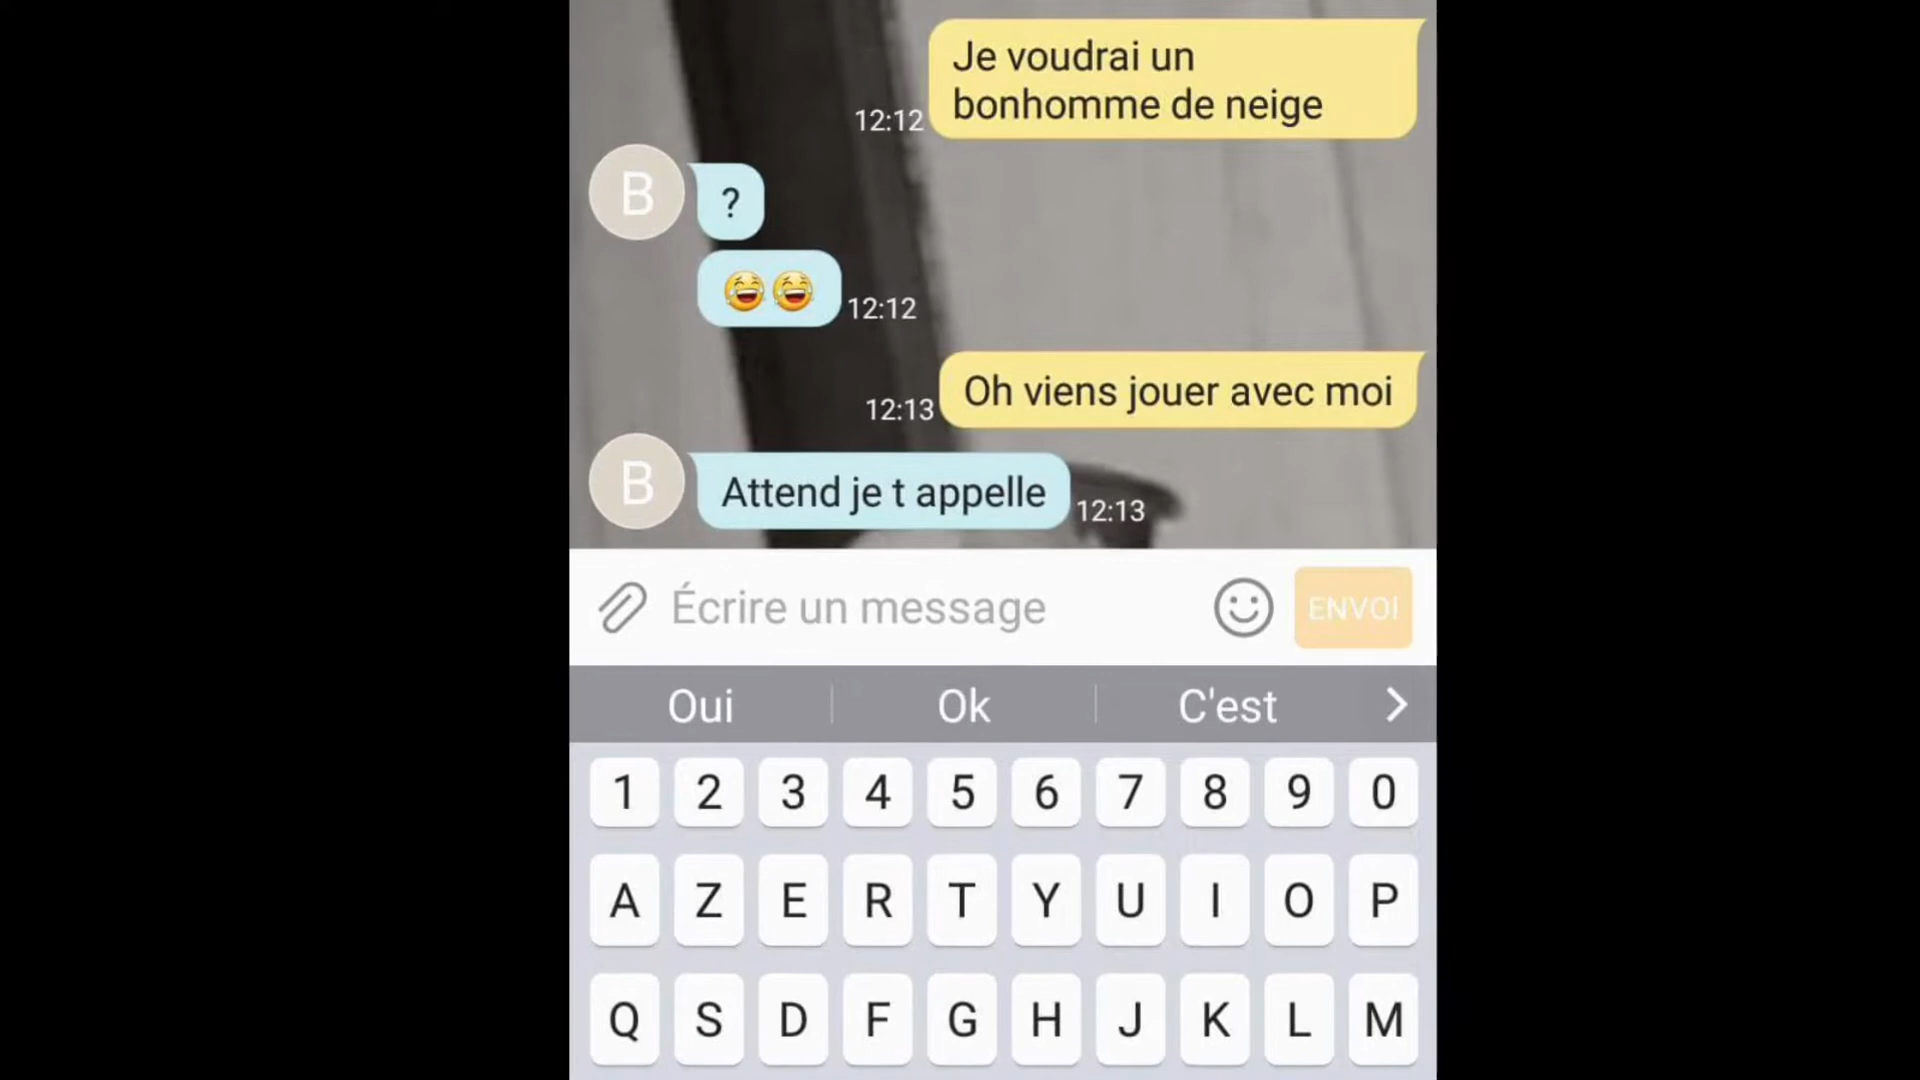 Je voudrai un
bonhomme de neige
12:12
B
?
😂😂
12:12
Oh viens jouer avec moi
12:13
B
Attend je t appelle
12:13
Écrire un message
ENVOI
Oui Ok C'est
1 2 3 4 5 6 7 8 9 0
A Z E R T Y U I O P
Q S D F G H J K L M